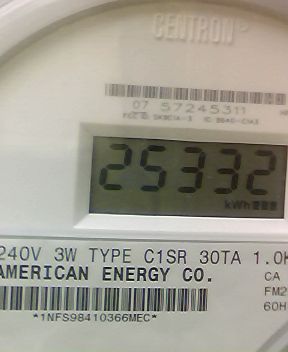 CENTRON
07 57245311
25332
kWh
240V 3W TYPE C1SR 30TA 1.0K
AMERICAN ENERGY CO.
CA
FM2
60H
*1NFS98410366MEC*